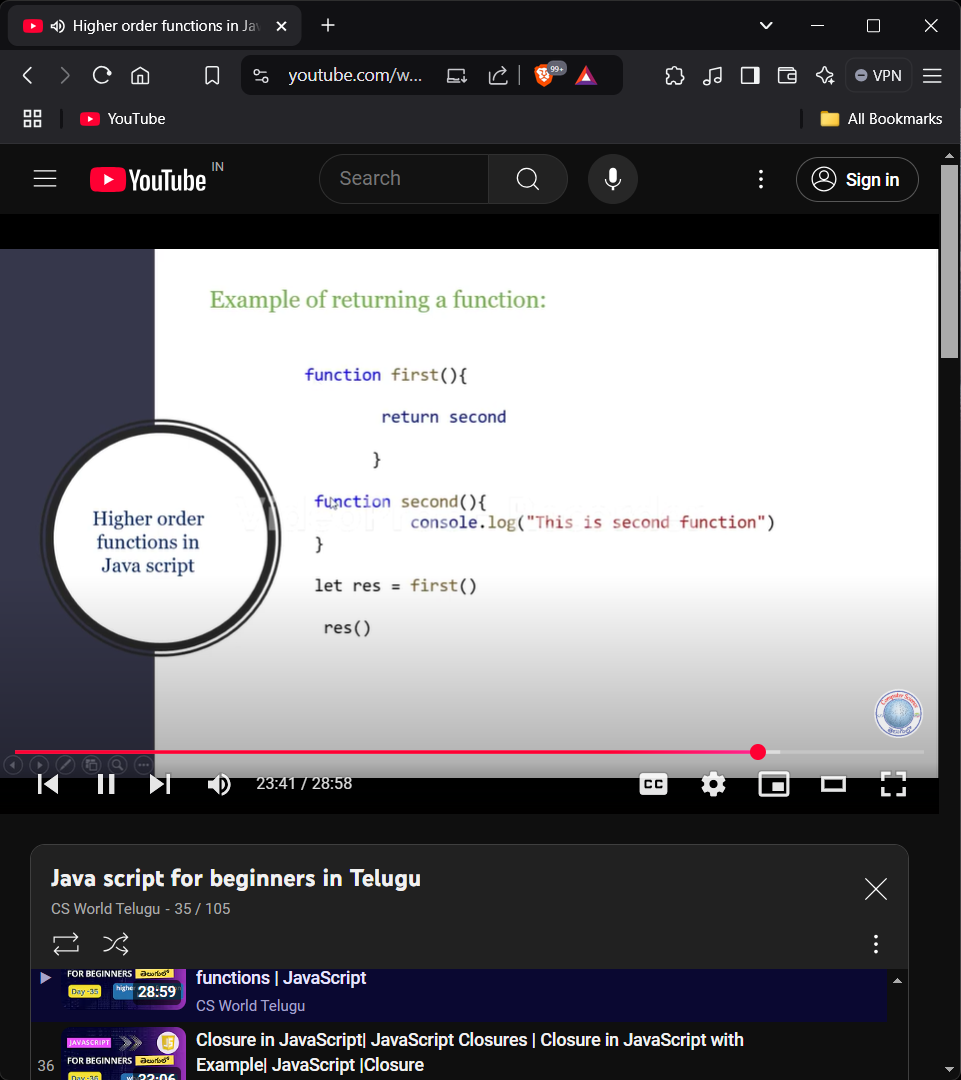 Higher order functions in Jav
youtube.com/w...
99+
VPN
YouTube
All Bookmarks
YouTube IN
Search
Sign in
Example of returning a function:
function first(){
return second
}
function second(){
console.log("This is second function")
}
let res = first()
res()
Higher order
functions in
Java script
23:41 / 28:58
CC
Java script for beginners in Telugu
CS World Telugu - 35 / 105
FOR BEGINNERS తెలుగులో
Day -35
28:59
functions | JavaScript
CS World Telugu
36
JAVASCRIPT
FOR BEGINNERS తెలుగులో
Day -35
33:06
Closure in JavaScript| JavaScript Closures | Closure in JavaScript with
Example| JavaScript |Closure